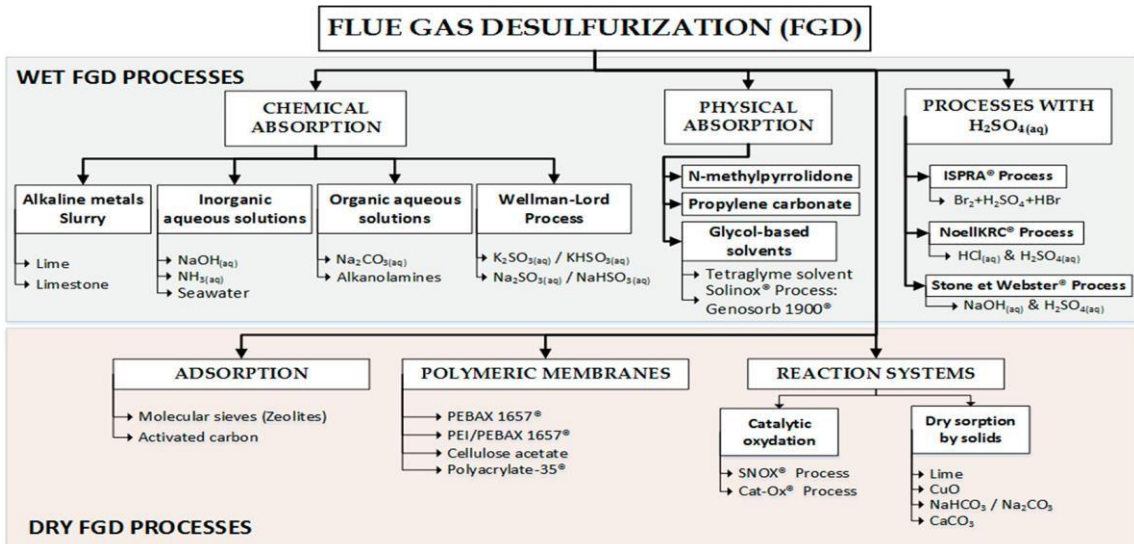 FLUE GAS DESULFURIZATION (FGD)
WET FGD PROCESSES
CHEMICAL
ABSORPTION
Alkaline metals
Slurry
Lime
Limestone
Inorganic
aqueous solutions
NaOH(aq)
NH₃(aq)
Seawater
Organic aqueous
solutions
Na₂CO₃(aq)
Alkanolamines
Wellman-Lord
Process
K₂SO₃(aq) / KHSO₃(aq)
Na₂SO₃(aq) / NaHSO₃(aq)
PHYSICAL
ABSORPTION
N-methylpyrrolidone
Propylene carbonate
Glycol-based
solvents
Tetraglyme solvent
Solinox® Process:
Genosorb 1900®
PROCESSES WITH
H₂SO₄(aq)
ISPRA® Process
Br₂+H₂SO₄+HBr
NoellKRC® Process
HCl(aq) & H₂SO₄(aq)
Stone et Webster® Process
NaOH(aq) & H₂SO₄(aq)
ADSORPTION
Molecular sieves (Zeolites)
Activated carbon
POLYMERIC MEMBRANES
PEBAX 1657®
PEI/PEBAX 1657®
Cellulose acetate
Polyacrylate-35®
REACTION SYSTEMS
Catalytic
oxydation
SNOX® Process
Cat-Ox® Process
Dry sorption
by solids
Lime
CuO
NaHCO₃ / Na₂CO₃
CaCO₃
DRY FGD PROCESSES